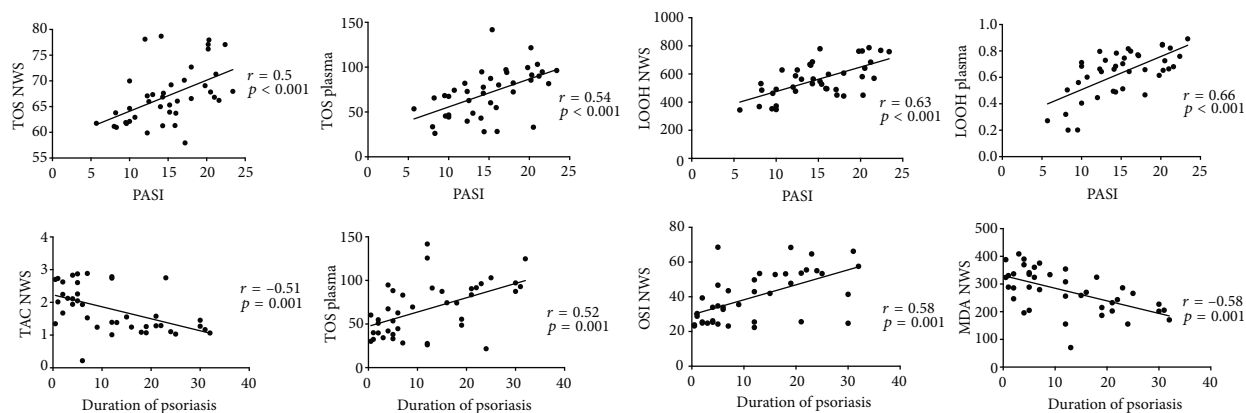 TOS NWS
80
75
70
65
60
55
0 5 10 15 20 25
PASI
r = 0.5
p < 0.001
TOS plasma
150
100
50
0
0 5 10 15 20 25
PASI
r = 0.54
p < 0.001
LOOH NWS
1000
800
600
400
200
0
0 5 10 15 20 25
PASI
r = 0.63
p < 0.001
LOOH plasma
1.0
0.8
0.6
0.4
0.2
0.0
0 5 10 15 20 25
PASI
r = 0.66
p < 0.001
TAC NWS
4
3
2
1
0
0 10 20 30 40
Duration of psoriasis
r = −0.51
p = 0.001
TOS plasma
150
100
50
0
0 10 20 30 40
Duration of psoriasis
r = 0.52
p = 0.001
OSI NWS
80
60
40
20
0
0 10 20 30 40
Duration of psoriasis
r = 0.58
p = 0.001
MDA NWS
500
400
300
200
100
0
0 10 20 30 40
Duration of psoriasis
r = −0.58
p = 0.001